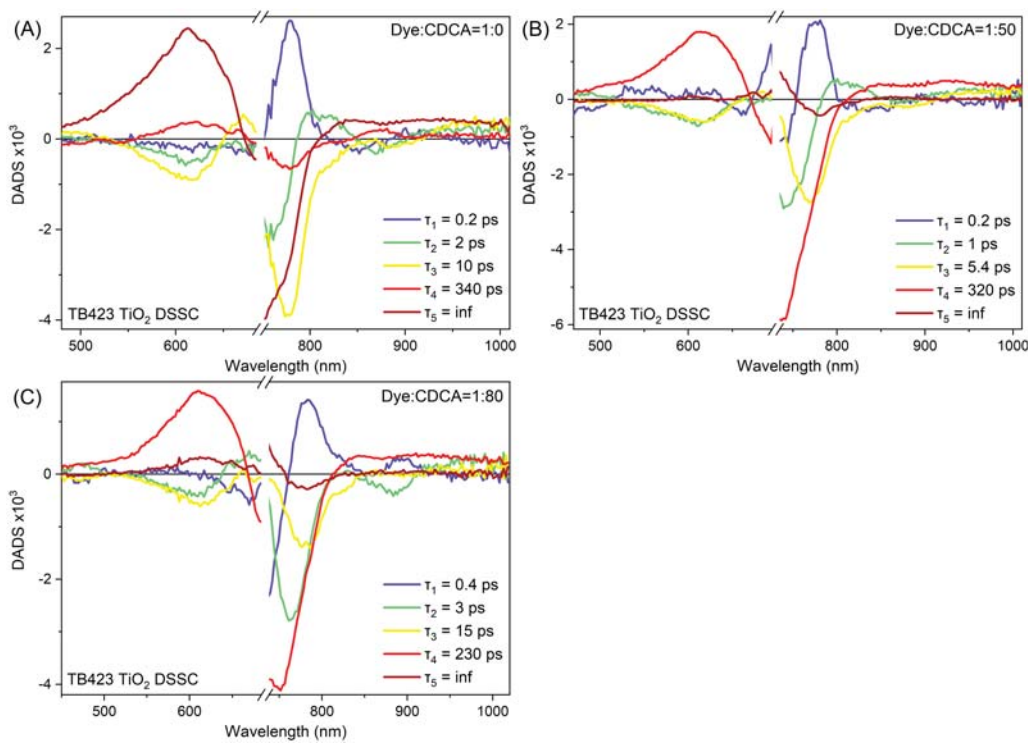 (A)
Dye:CDCA=1:0
2
0
-2
-4
DADS x10³
τ₁ = 0.2 ps
τ₂ = 2 ps
τ₃ = 10 ps
τ₄ = 340 ps
τ₅ = inf
TB423 TiO₂ DSSC
500 600 800 900 1000
Wavelength (nm)
(B)
Dye:CDCA=1:50
2
0
-2
-4
-6
DADS x10³
τ₁ = 0.2 ps
τ₂ = 1 ps
τ₃ = 5.4 ps
τ₄ = 320 ps
τ₅ = inf
TB423 TiO₂ DSSC
500 600 800 900 1000
Wavelength (nm)
(C)
Dye:CDCA=1:80
0
-2
-4
DADS x10³
τ₁ = 0.4 ps
τ₂ = 3 ps
τ₃ = 15 ps
τ₄ = 230 ps
τ₅ = inf
TB423 TiO₂ DSSC
500 600 800 900 1000
Wavelength (nm)